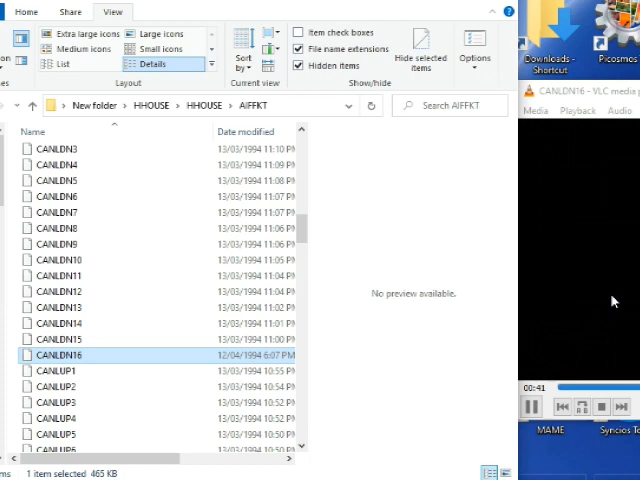 Home Share View
Extra large icons Large icons
Medium icons Small icons
List Details
Layout
Sort by
Current view
Item check boxes
File name extensions
Hidden items
Hide selected items
Show/hide
Options
New folder HHOUSE HHOUSE AIFFKT
Search AIFFKT
Name Date modified
CANLDN3 13/03/1994 11:10 PM
CANLDN4 13/03/1994 11:09 PM
CANLDN5 13/03/1994 11:08 PM
CANLDN6 13/03/1994 11:07 PM
CANLDN7 13/03/1994 11:07 PM
CANLDN8 13/03/1994 11:06 PM
CANLDN9 13/03/1994 11:06 PM
CANLDN10 13/03/1994 11:05 PM
CANLDN11 13/03/1994 11:04 PM
CANLDN12 13/03/1994 11:04 PM
CANLDN13 13/03/1994 11:02 PM
CANLDN14 13/03/1994 11:01 PM
CANLDN15 13/03/1994 11:00 PM
CANLDN16 12/04/1994 6:07 PM
CANLUP1 13/03/1994 10:55 PM
CANLUP2 13/03/1994 10:54 PM
CANLUP3 13/03/1994 10:52 PM
CANLUP4 13/03/1994 10:52 PM
CANLUP5 13/03/1994 10:50 PM
CANLUP6 13/03/1994 10:50 PM
No preview available.
1 item selected 465 KB
Downloads - Shortcut
Picosmos
CANLDN16 - VLC media
Media Playback Audio
00:41
MAME
Syncios To